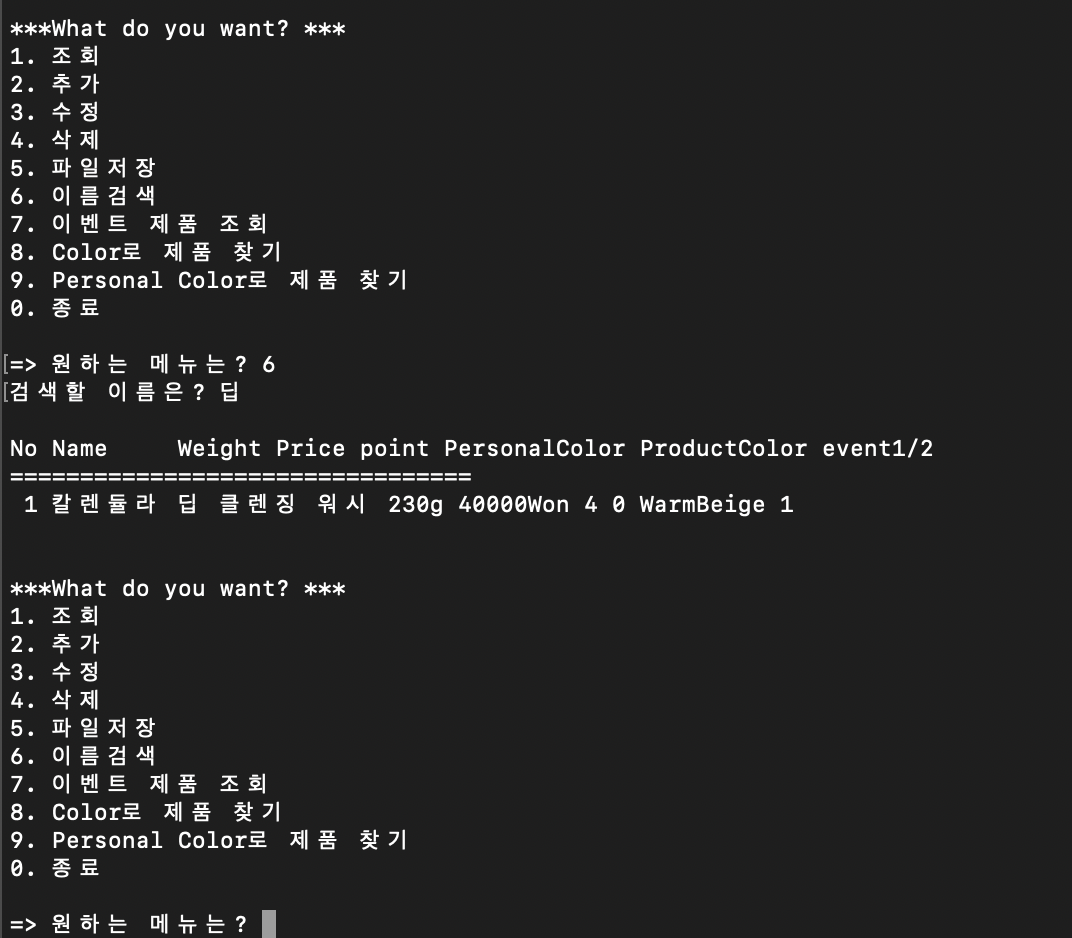 ***What do you want? ***
1. 조회
2. 추가
3. 수정
4. 삭제
5. 파일저장
6. 이름검색
7. 이벤트 제품 조회
8. Color로 제품 찾기
9. Personal Color로 제품 찾기
0. 종료
[=> 원하는 메뉴는? 6
[검색할 이름은? 딥
No Name     Weight Price point PersonalColor ProductColor event1/2
=================================
 1 칼렌듈라 딥 클렌징 워시 230g 40000Won 4 0 WarmBeige 1
***What do you want? ***
1. 조회
2. 추가
3. 수정
4. 삭제
5. 파일저장
6. 이름검색
7. 이벤트 제품 조회
8. Color로 제품 찾기
9. Personal Color로 제품 찾기
0. 종료
=> 원하는 메뉴는?